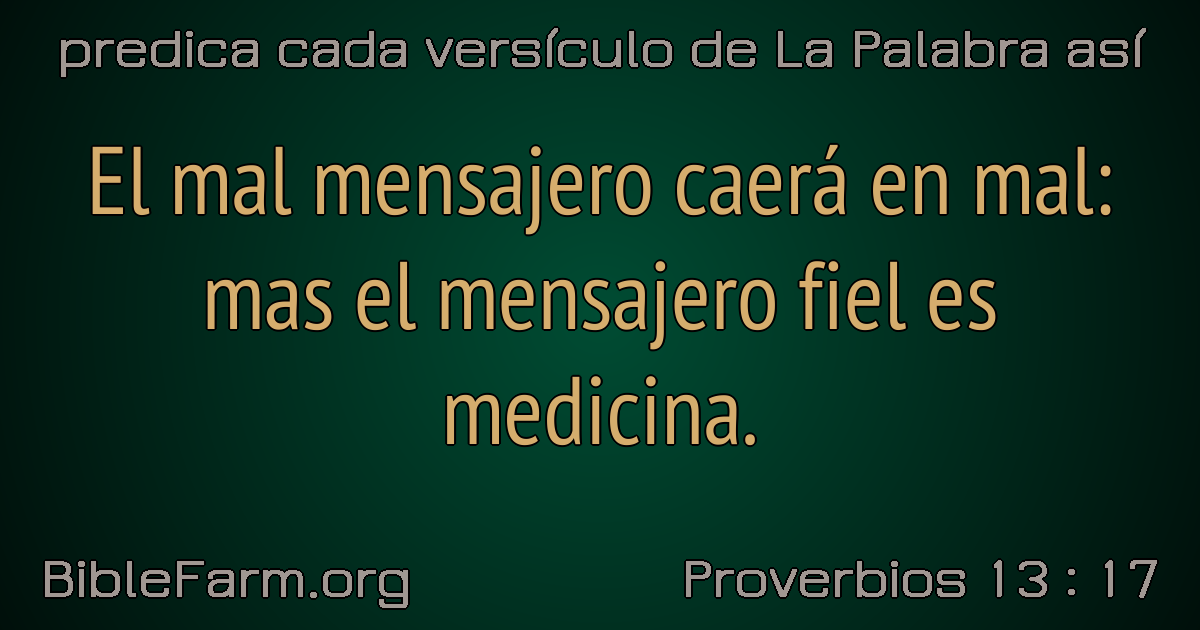 predica cada versículo de La Palabra así
El mal mensajero caerá en mal:
mas el mensajero fiel es
medicina.
BibleFarm.org
Proverbios 13 : 17